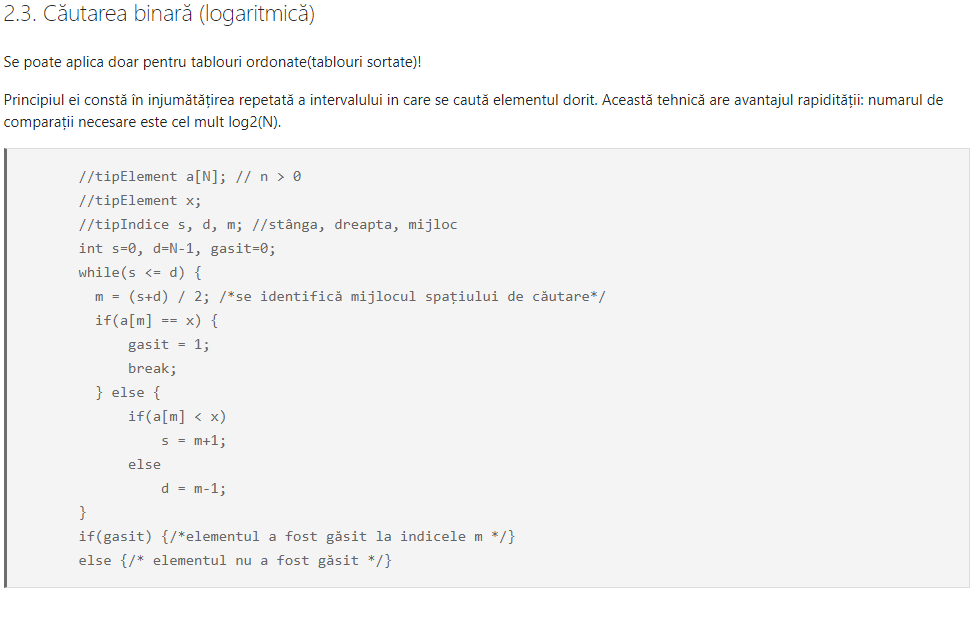 2.3. Căutarea binară (logaritmică)
Se poate aplica doar pentru tablouri ordonate(tablouri sortate)!
Principiul ei constă în injumătățirea repetată a intervalului in care se caută elementul dorit. Această tehnică are avantajul rapidității: numarul de
comparații necesare este cel mult log2(N).
//tipElement a[N]; // n > 0
//tipElement x;
//tipIndice s, d, m; //stânga, dreapta, mijloc
int s=0, d=N-1, gasit=0;
while(s <= d) {
m = (s+d) / 2; /*se identifică mijlocul spațiului de căutare*/
if(a[m] == x) {
gasit = 1;
break;
} else {
if(a[m] < x)
s = m+1;
else
d = m-1;
}
if(gasit) {/*elementul a fost găsit la indicele m */}
else {/* elementul nu a fost găsit */}